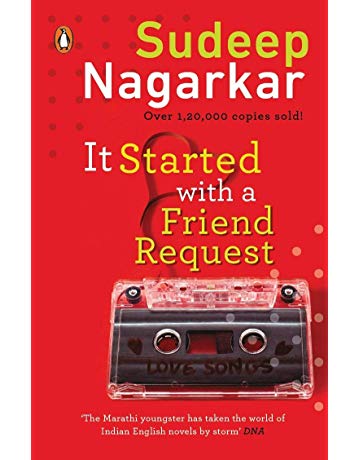 Sudeep
Nagarkar
Over 1,20,000 copies sold!
It Started
with a
Friend
Request
LOVE SONGS
'The Marathi youngster has taken the world of
Indian English novels by storm' DNA